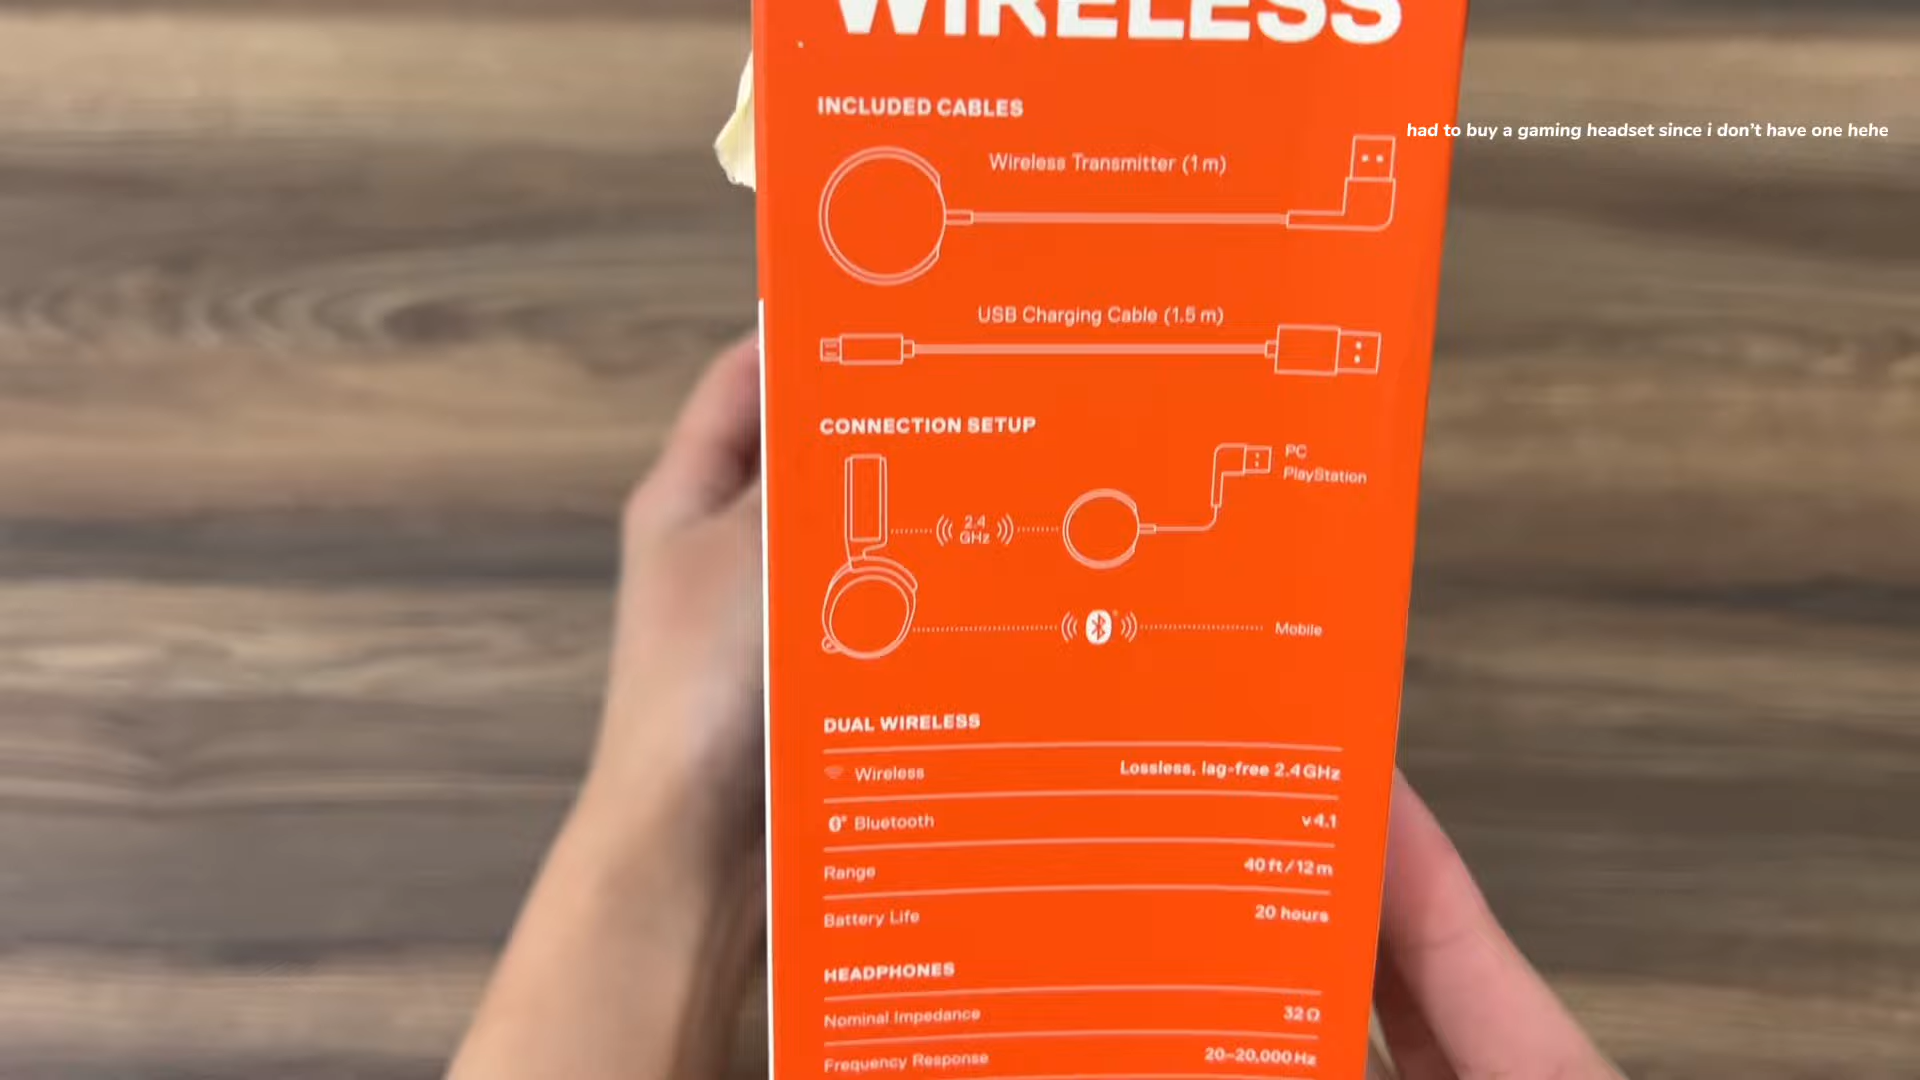 WIRELESS
INCLUDED CABLES
had to buy a gaming headset since i don't have one hehe
Wireless Transmitter (1 m)
USB Charging Cable (1.5 m)
CONNECTION SETUP
PC
PlayStation
2.4
GHz
Mobile
DUAL WIRELESS
Wireless Lossless, lag-free 2.4 GHz
Bluetooth v4.1
Range 40 ft / 12 m
Battery Life 20 hours
HEADPHONES
Nominal Impedance 32 Ω
Frequency Response 20–20,000 Hz